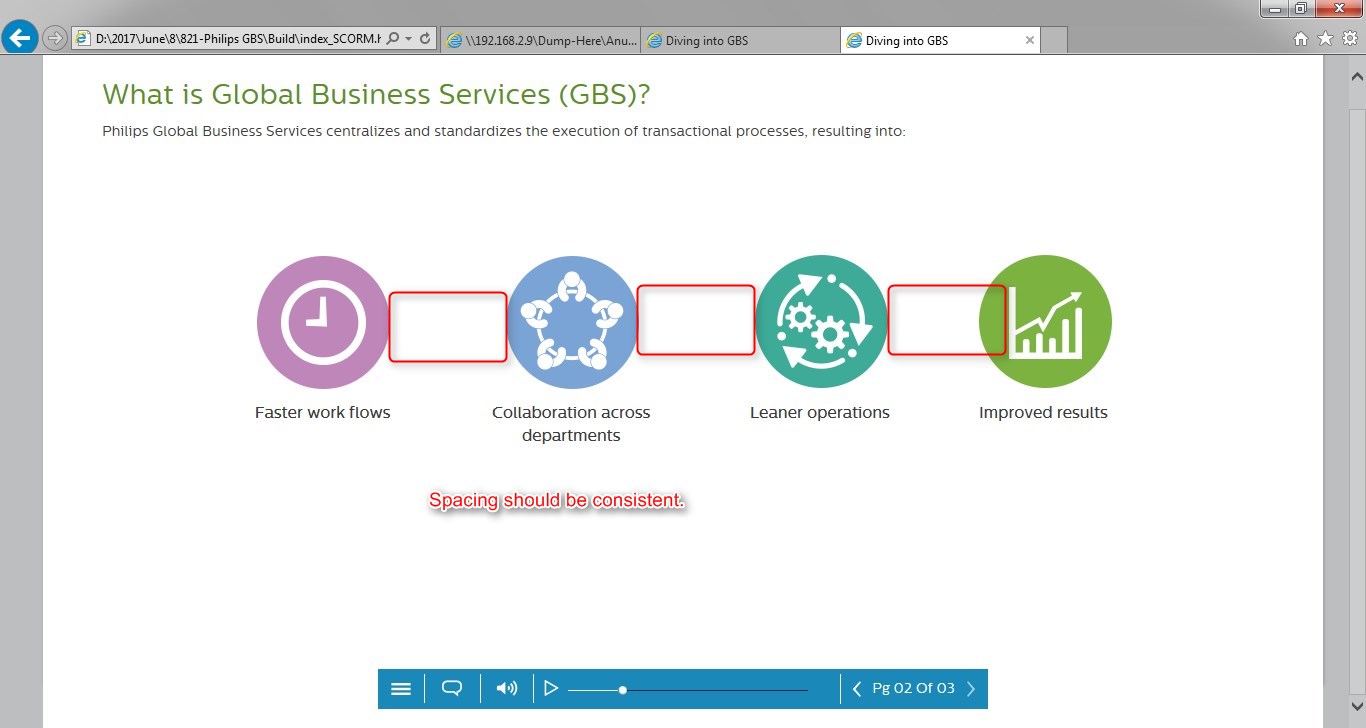 D:\2017\June\8\821-Philips GBS\Build\index_SCORM.h
\\192.168.2.9\Dump-Here\Anu...
Diving into GBS
Diving into GBS
What is Global Business Services (GBS)?
Philips Global Business Services centralizes and standardizes the execution of transactional processes, resulting into:
Faster work flows
Collaboration across
departments
Leaner operations
Improved results
Spacing should be consistent.
Pg 02 Of 03